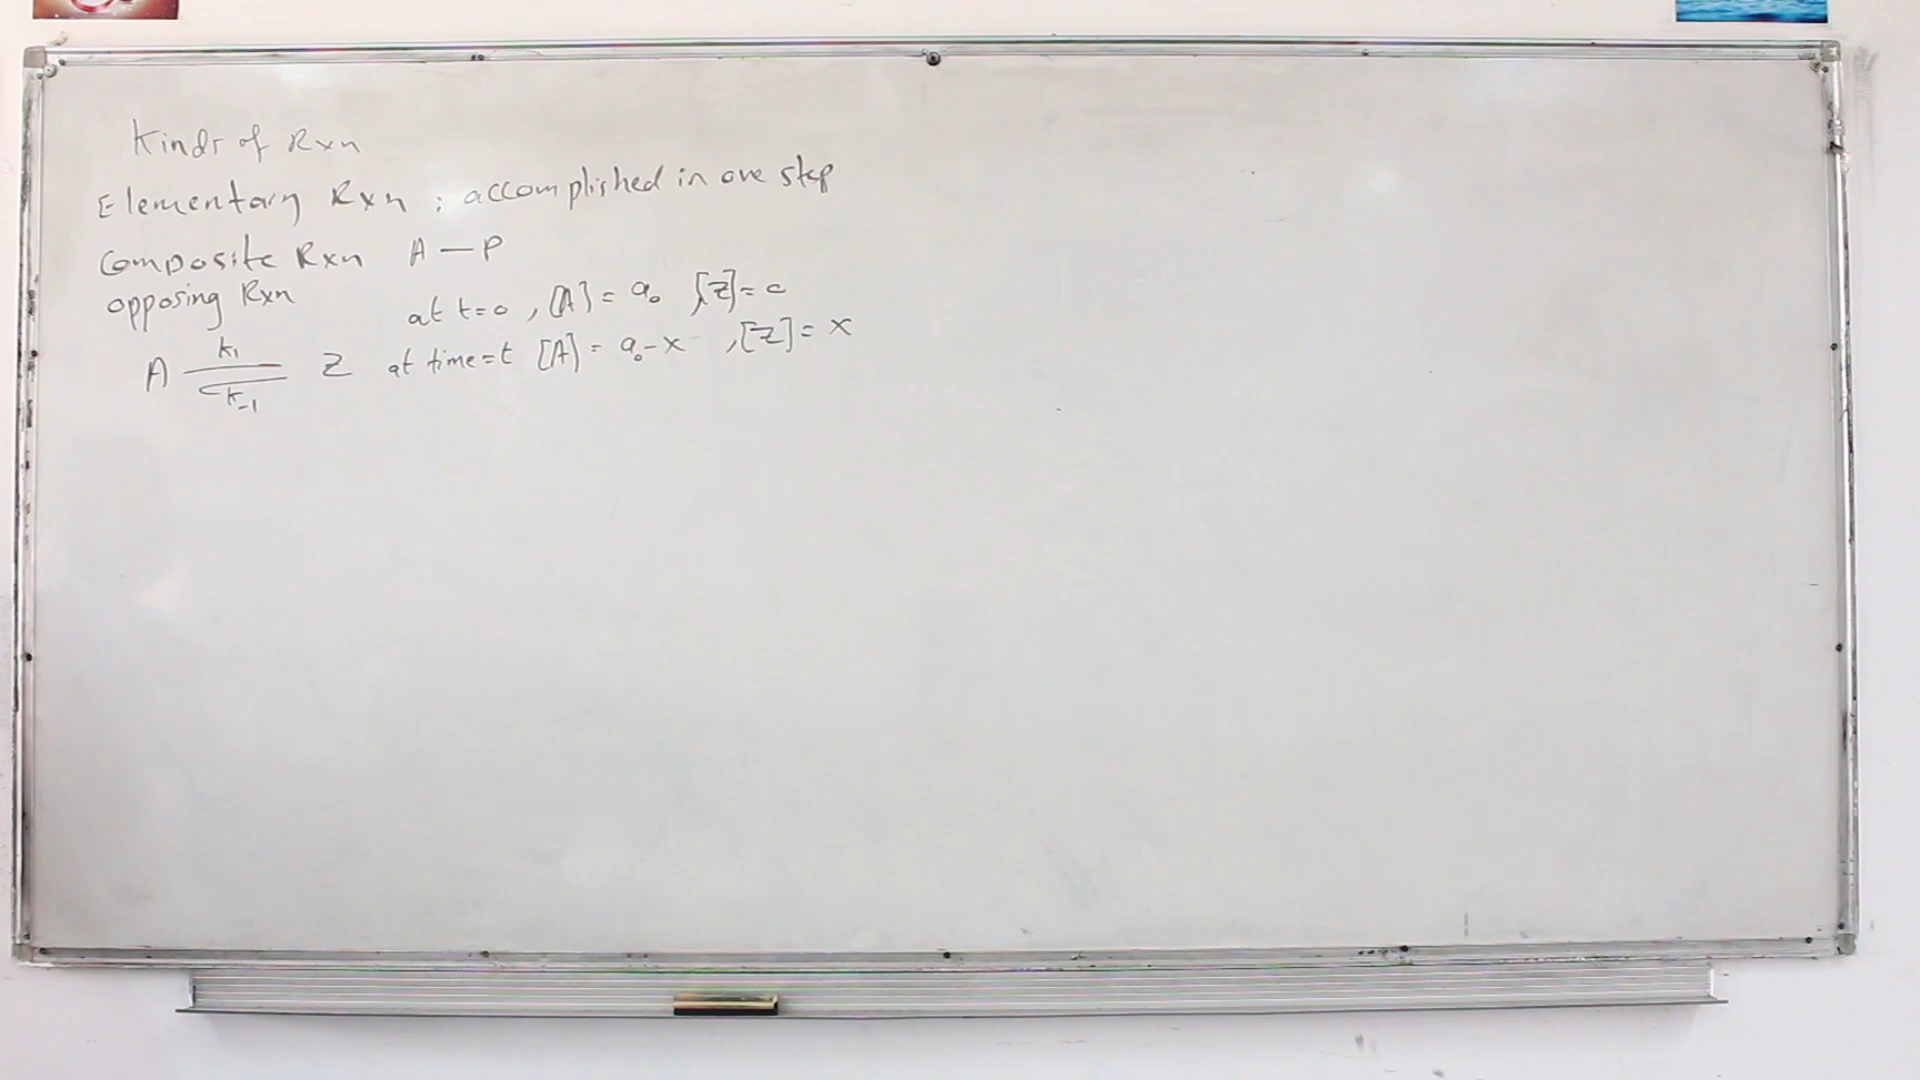 Kinds of Rxn
Elementary Rxn : accomplished in one step
Composite Rxn A — P
opposing Rxn
at t=0 , [A] = a₀ , [Z] = 0
A k₁ k₋₁ Z at time=t [A] = a₀-x , [Z] = x